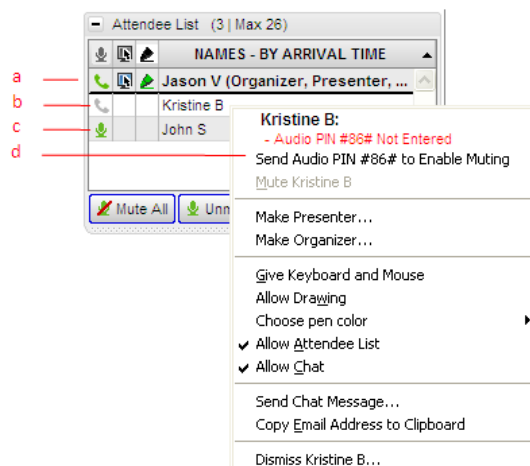 Attendee List (3 | Max 26)
NAMES - BY ARRIVAL TIME
a
Jason V (Organizer, Presenter, ...
b
Kristine B
c
John S
d
Mute All
Unm
Kristine B:
- Audio PIN #86# Not Entered
Send Audio PIN #86# to Enable Muting
Mute Kristine B
Make Presenter...
Make Organizer...
Give Keyboard and Mouse
Allow Drawing
Choose pen color
Allow Attendee List
Allow Chat
Send Chat Message...
Copy Email Address to Clipboard
Dismiss Kristine B...